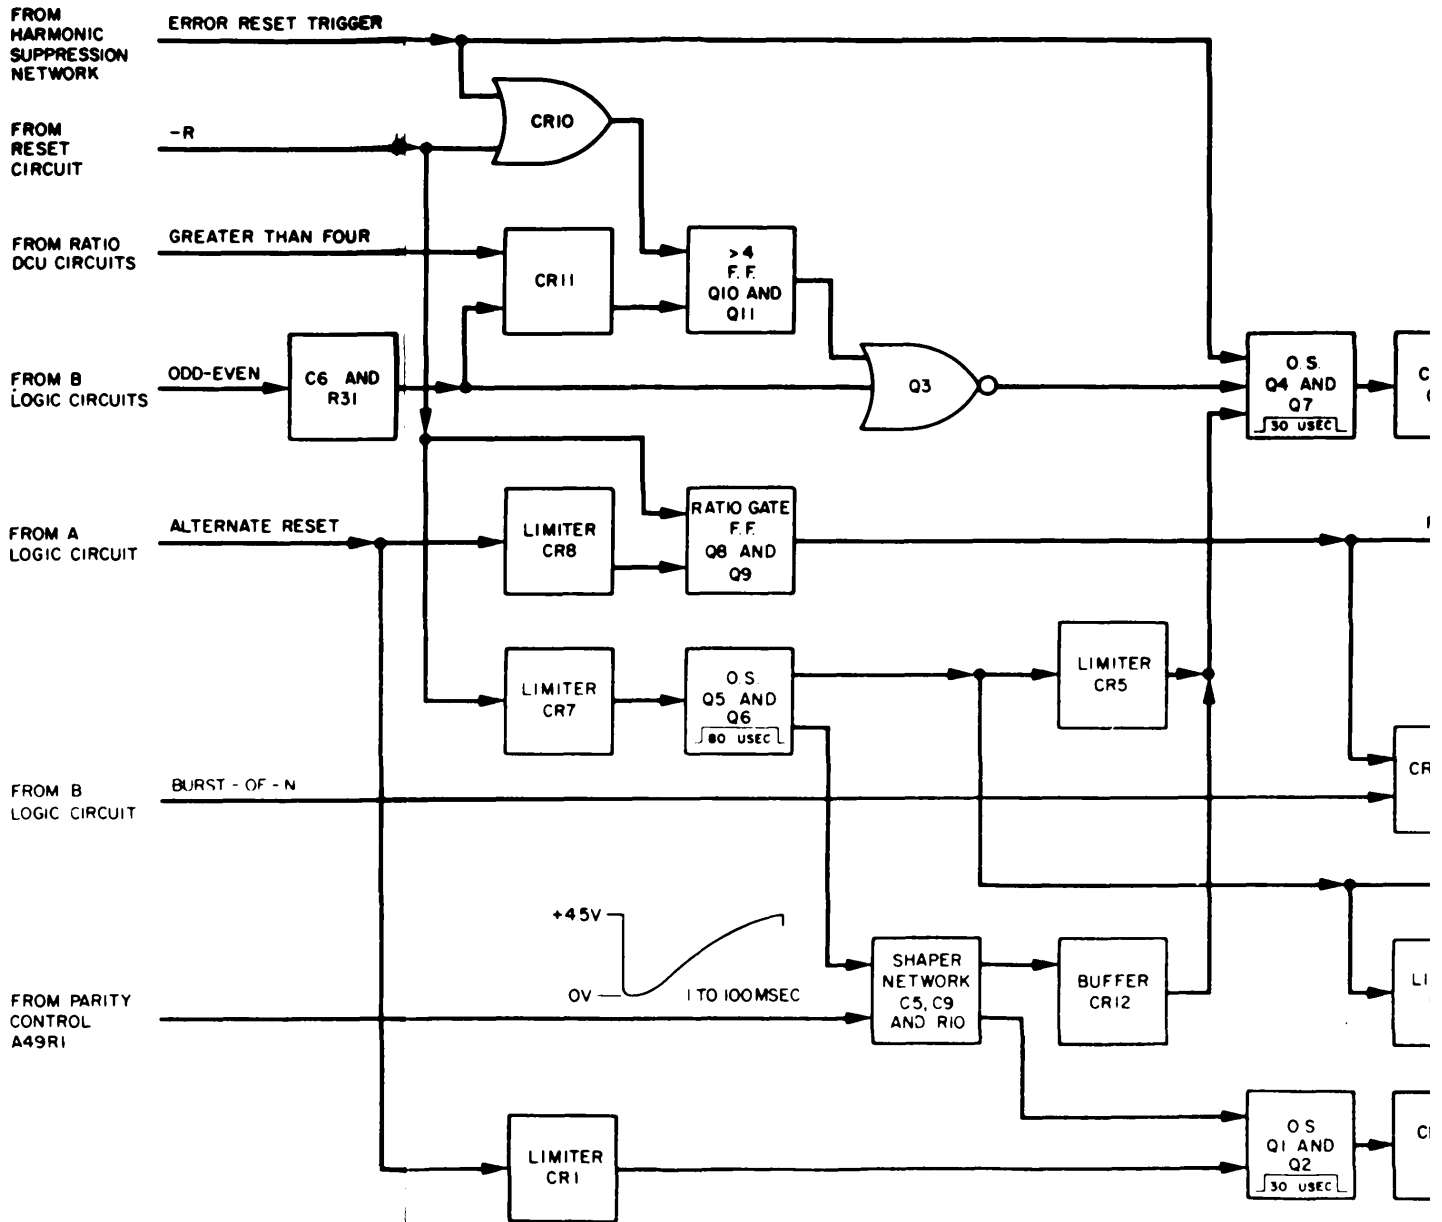 FROM
HARMONIC
SUPPRESSION
NETWORK
ERROR RESET TRIGGER
FROM
RESET
CIRCUIT
-R
CR10
FROM RATIO
DCU CIRCUITS
GREATER THAN FOUR
CR11
>4
F. F.
Q10 AND
Q11
FROM B
LOGIC CIRCUITS
ODD-EVEN
C6 AND
R31
Q3
O. S.
Q4 AND
Q7
30 USEC
C
FROM A
LOGIC CIRCUIT
ALTERNATE RESET
LIMITER
CR8
RATIO GATE
F. F.
Q8 AND
Q9
LIMITER
CR7
O. S.
Q5 AND
Q6
80 USEC
LIMITER
CR5
FROM B
LOGIC CIRCUIT
BURST - OF - N
CR
+45V
0V
1 TO 100 MSEC
FROM PARITY
CONTROL
A49R1
SHAPER
NETWORK
C5, C9
AND R10
BUFFER
CR12
LI
LIMITER
CR1
O S
Q1 AND
Q2
30 USEC